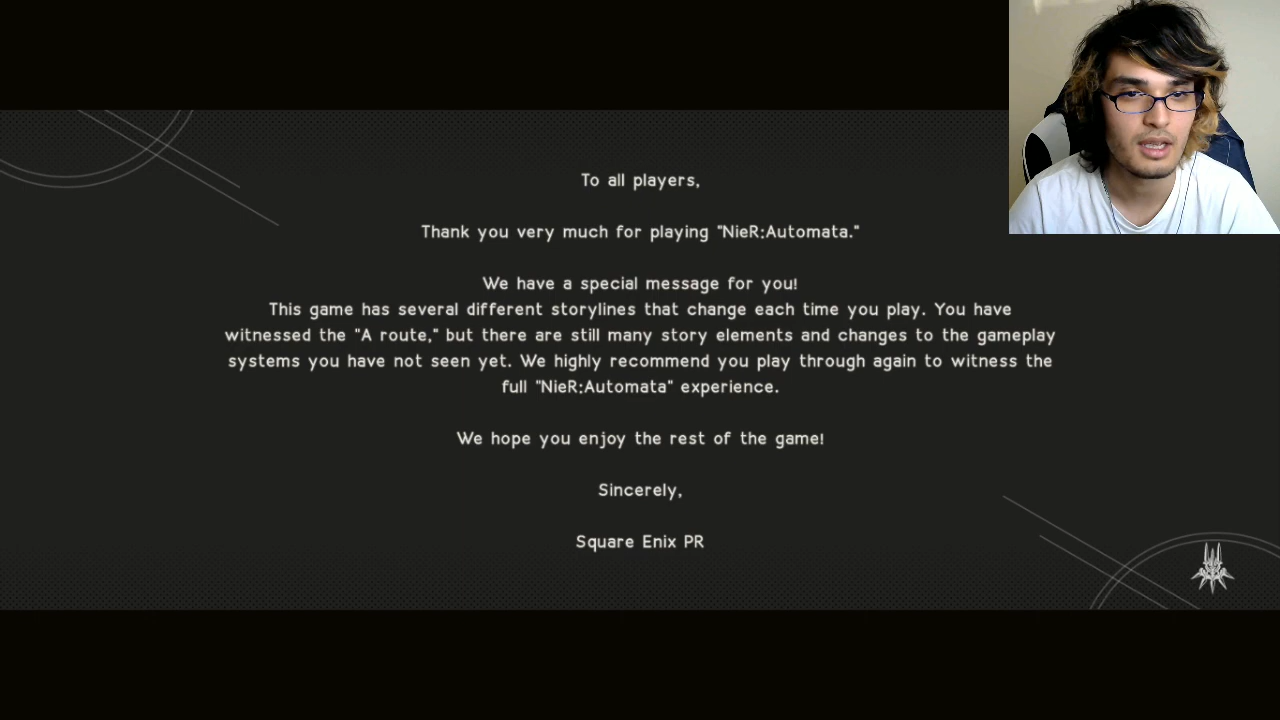 To all players,
Thank you very much for playing "NieR:Automata."
We have a special message for you!
This game has several different storylines that change each time you play. You have
witnessed the "A route," but there are still many story elements and changes to the gameplay
systems you have not seen yet. We highly recommend you play through again to witness the
full "NieR:Automata" experience.
We hope you enjoy the rest of the game!
Sincerely,
Square Enix PR